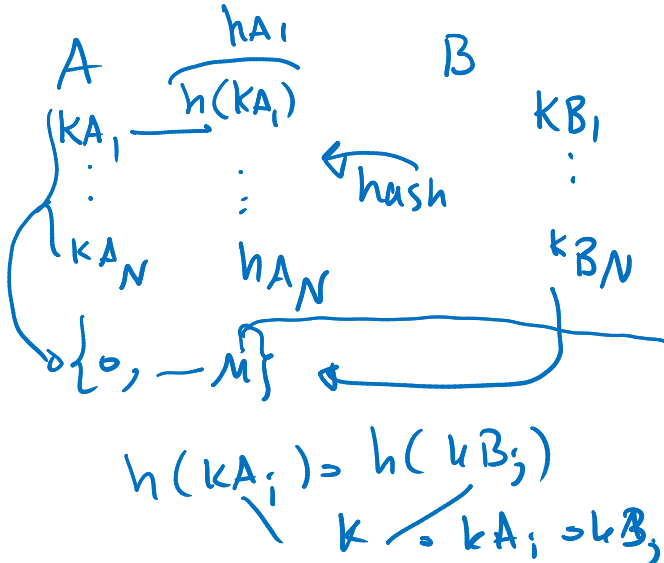 hA1
A B
h(KA1)
KA1 KB1
⋮ ⋮ ⋮
hash
KAN hAN KBN
{0, — M}
h(KAi) = h(KBj)
K = KAi = KBj